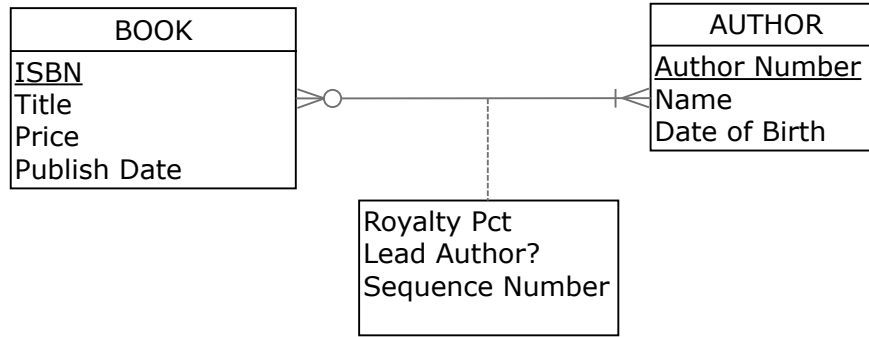 BOOK
ISBN
Title
Price
Publish Date
AUTHOR
Author Number
Name
Date of Birth
Royalty Pct
Lead Author?
Sequence Number